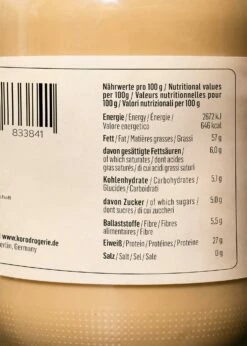 Nährwerte pro 100 g / Nutritional values
per 100g / Valeurs nutritionnelles pour
100 g / Valori nutrizionali per 100 g
Energie / Energy / Énergie /
Valore energetico
2672 kJ
646 kcal
Fett / Fat / Matières grasses / Grassi
57 g
davon gesättigte Fettsäuren /
of which saturates / dont acides
gras saturés / di cui acidi grassi saturi
6,0 g
Kohlenhydrate / Carbohydrates /
Glucides / Carboidrati
5,1 g
davon Zucker / of which sugars /
dont sucres / di cui zuccheri
5,0 g
Ballaststoffe / Fibre / Fibres
alimentaires / Fibre
5,5 g
Eiweiß / Protein / Protéines / Proteine
27 g
Salz / Salt / Sel / Sale
0 g
833841
www.korodrogerie.de
Berlin, Germany